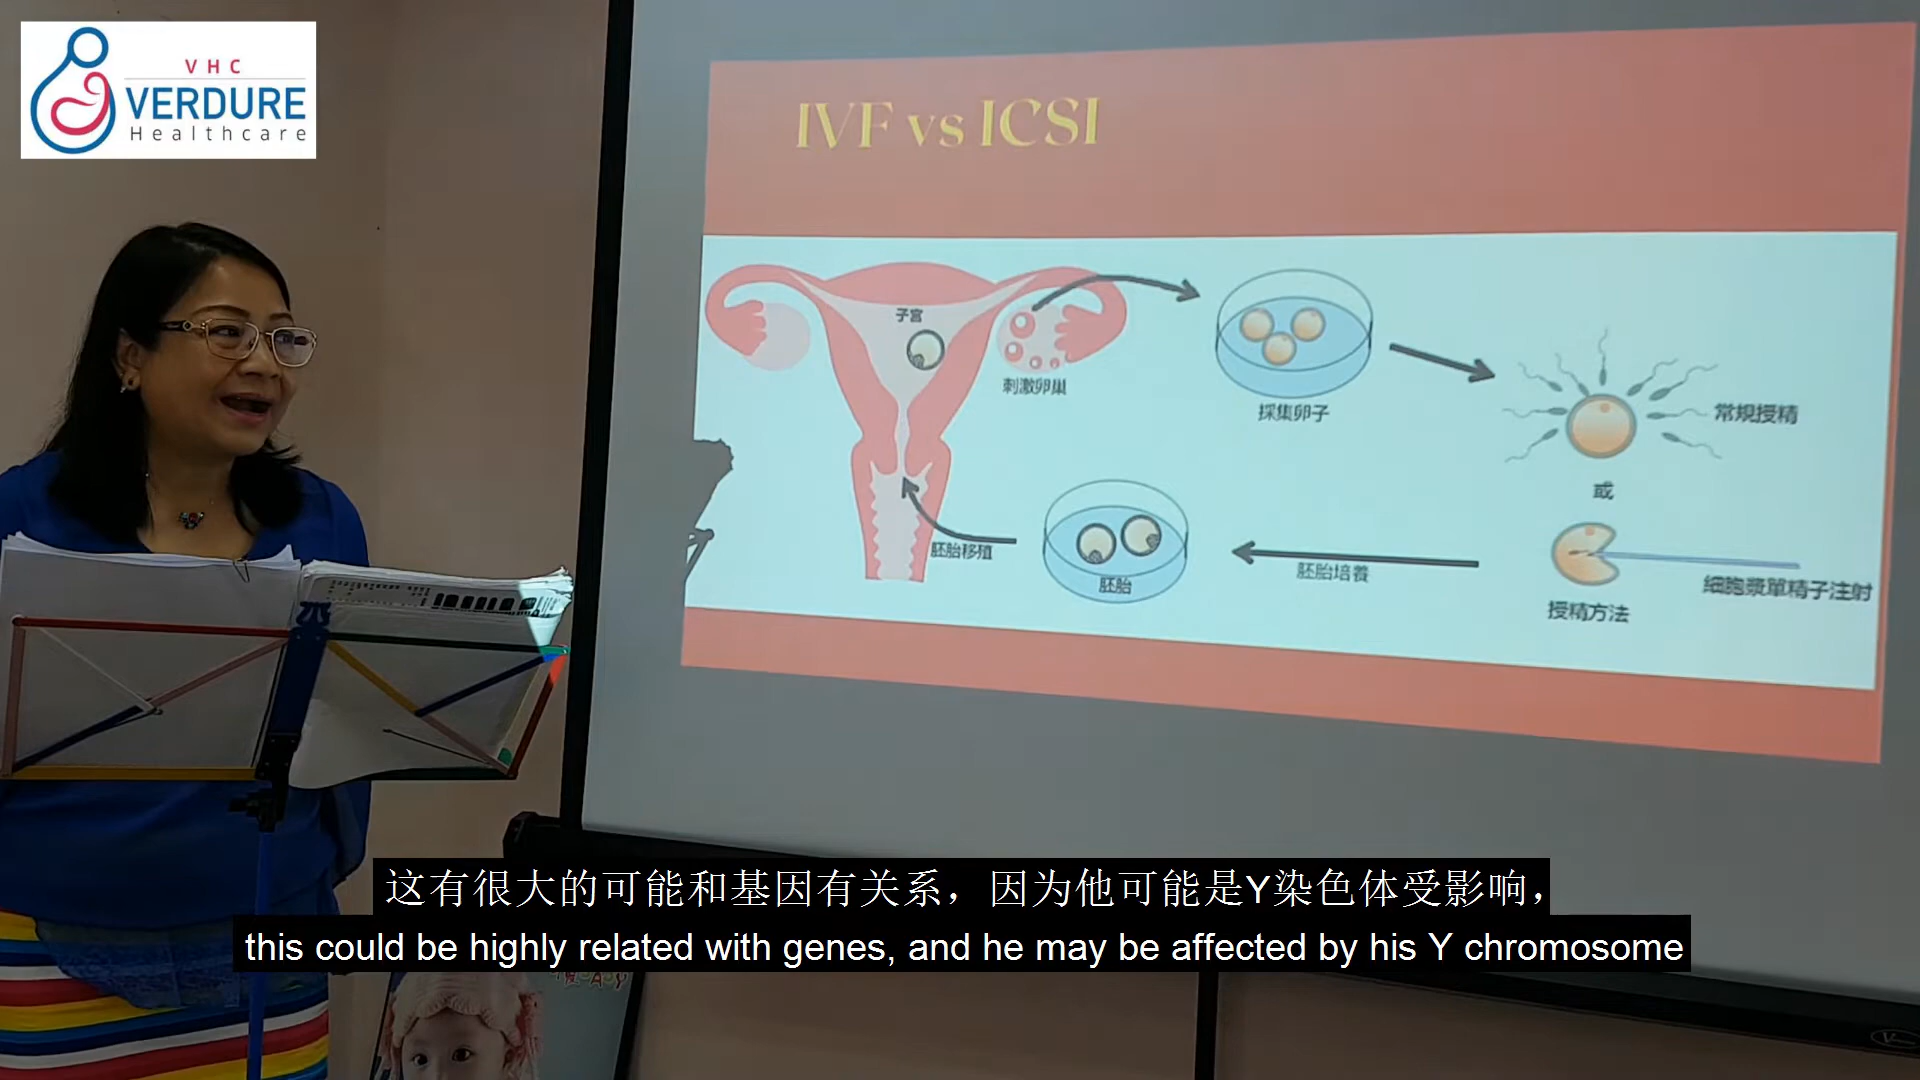 VHC
VERDURE
Healthcare
IVF vs ICSI
子宮
刺激卵巢
採集卵子
常規授精
或
胚胎移殖
胚胎
胚胎培養
授精方法
細胞漿單精子注射
这有很大的可能和基因有关系，因为他可能是Y染色体受影响，
this could be highly related with genes, and he may be affected by his Y chromosome